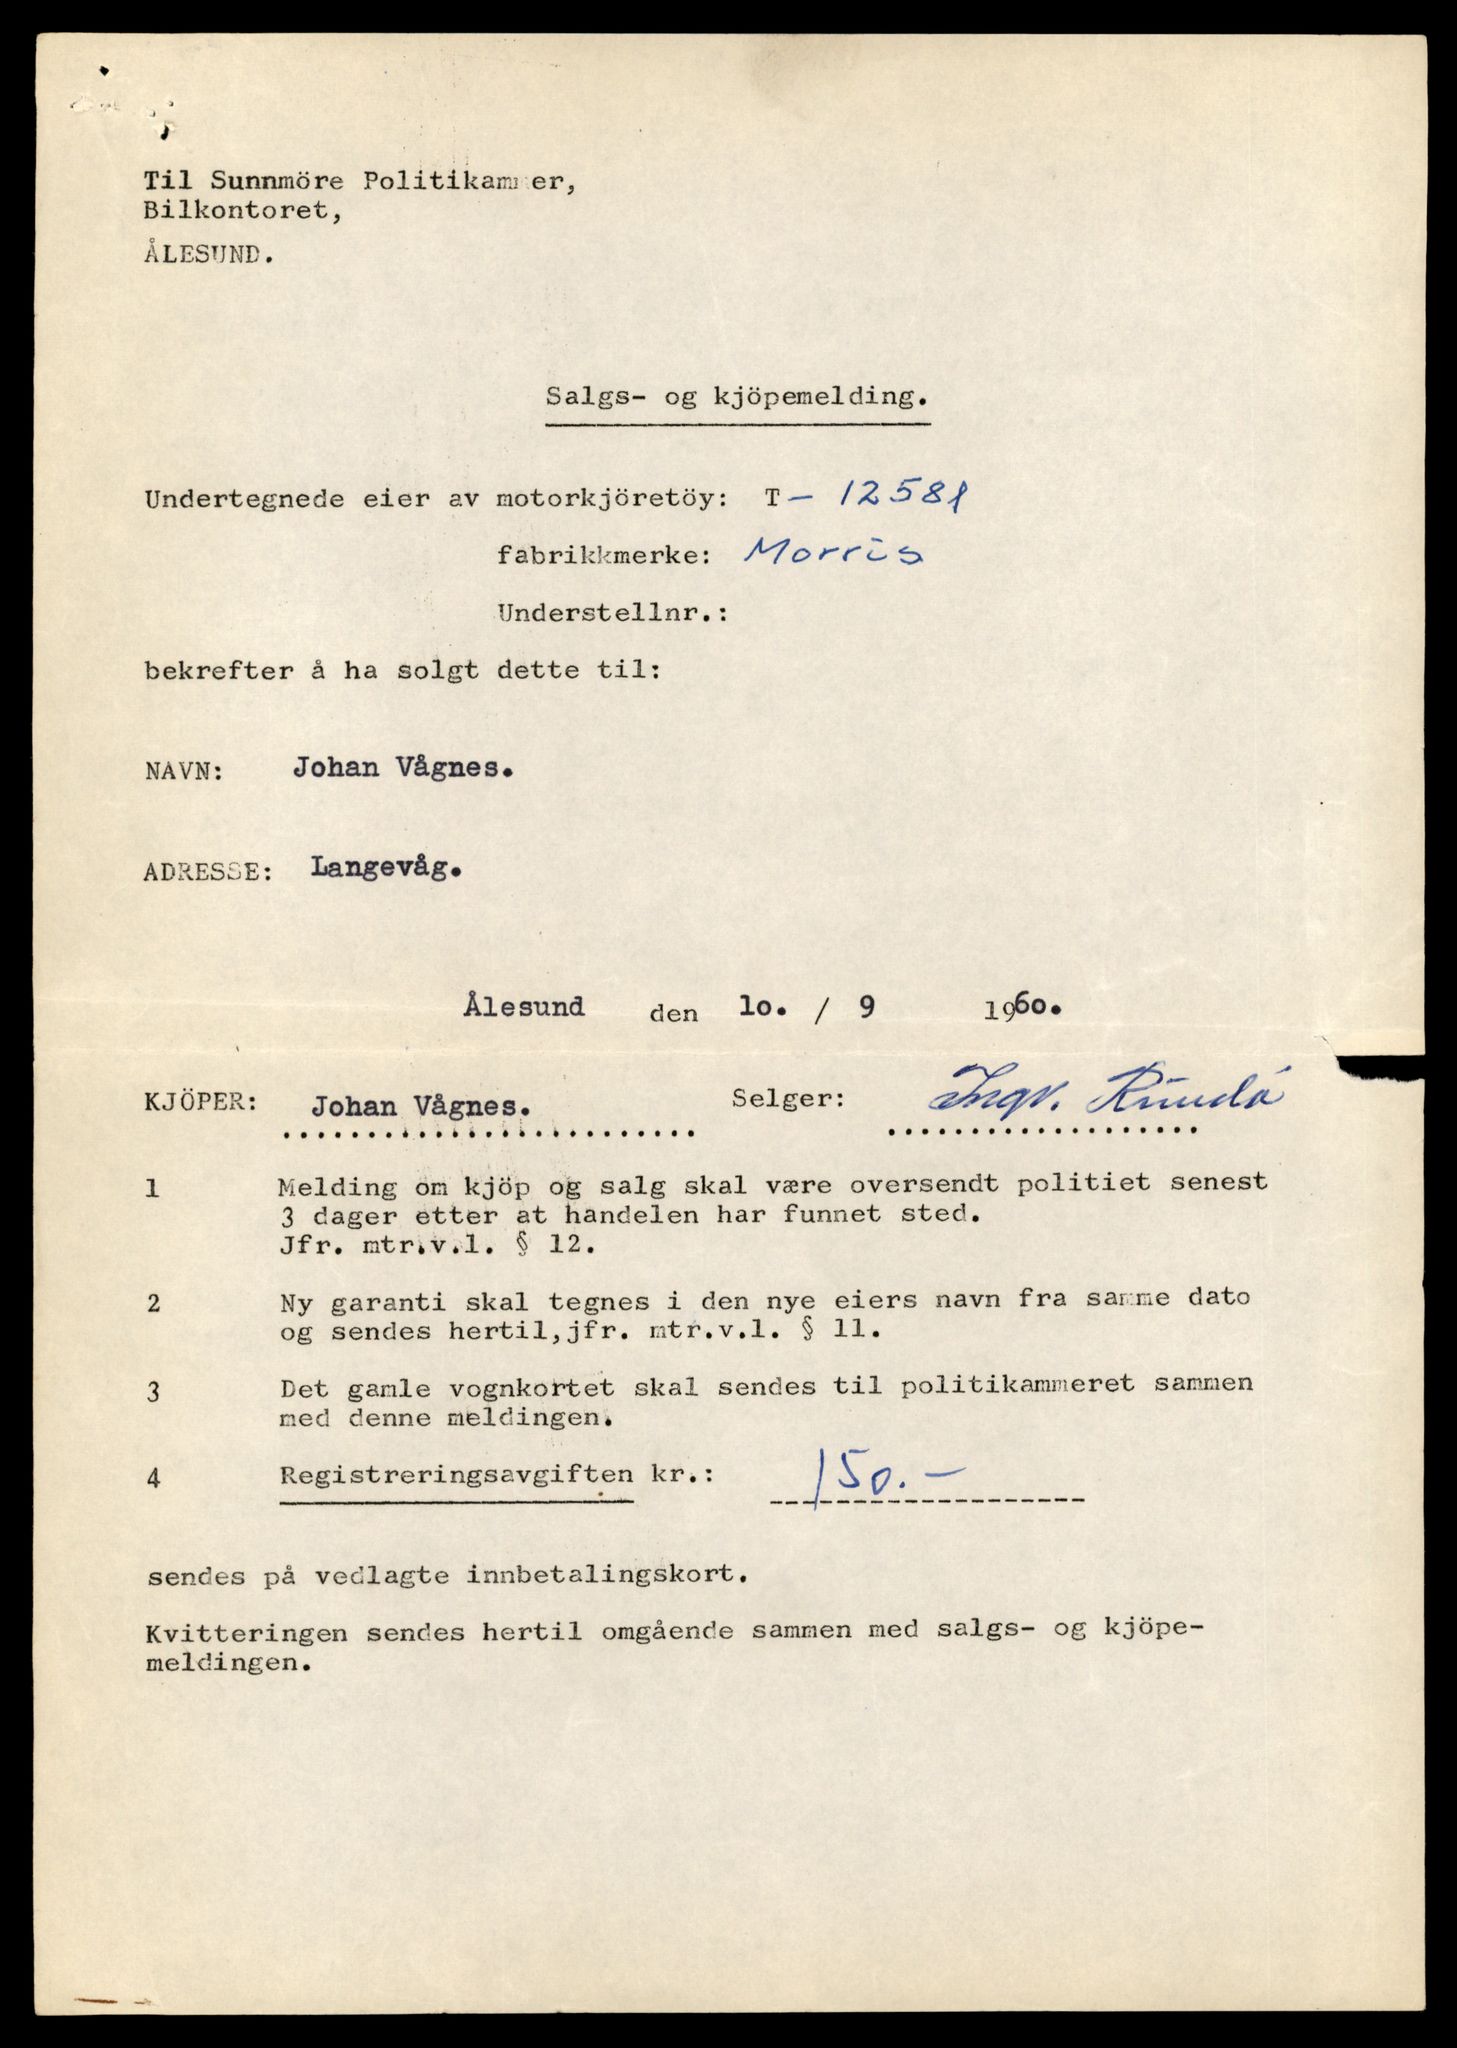 Til Sunnmöre Politikammer,
Bilkontoret,
ÅLESUND.
Salgs- og kjöpemelding.
Undertegnede eier av motorkjöretöy: T - 12581
fabrikkmerke: Morris
Understellnr.:
bekrefter å ha solgt dette til:
NAVN: Johan Vågnes.
ADRESSE: Langevåg.
Ålesund den lo. / 9 1960.
KJÖPER: Johan Vågnes. Selger: Ingv. Rundö
1 Melding om kjöp og salg skal være oversendt politiet senest
3 dager etter at handelen har funnet sted.
Jfr. mtr.v.l. § 12.
2 Ny garanti skal tegnes i den nye eiers navn fra samme dato
og sendes hertil,jfr. mtr.v.l. § 11.
3 Det gamle vognkortet skal sendes til politikammeret sammen
med denne meldingen.
4 Registreringsavgiften kr.: 150.-
sendes på vedlagte innbetalingskort.
Kvitteringen sendes hertil omgående sammen med salgs- og kjöpe-
meldingen.